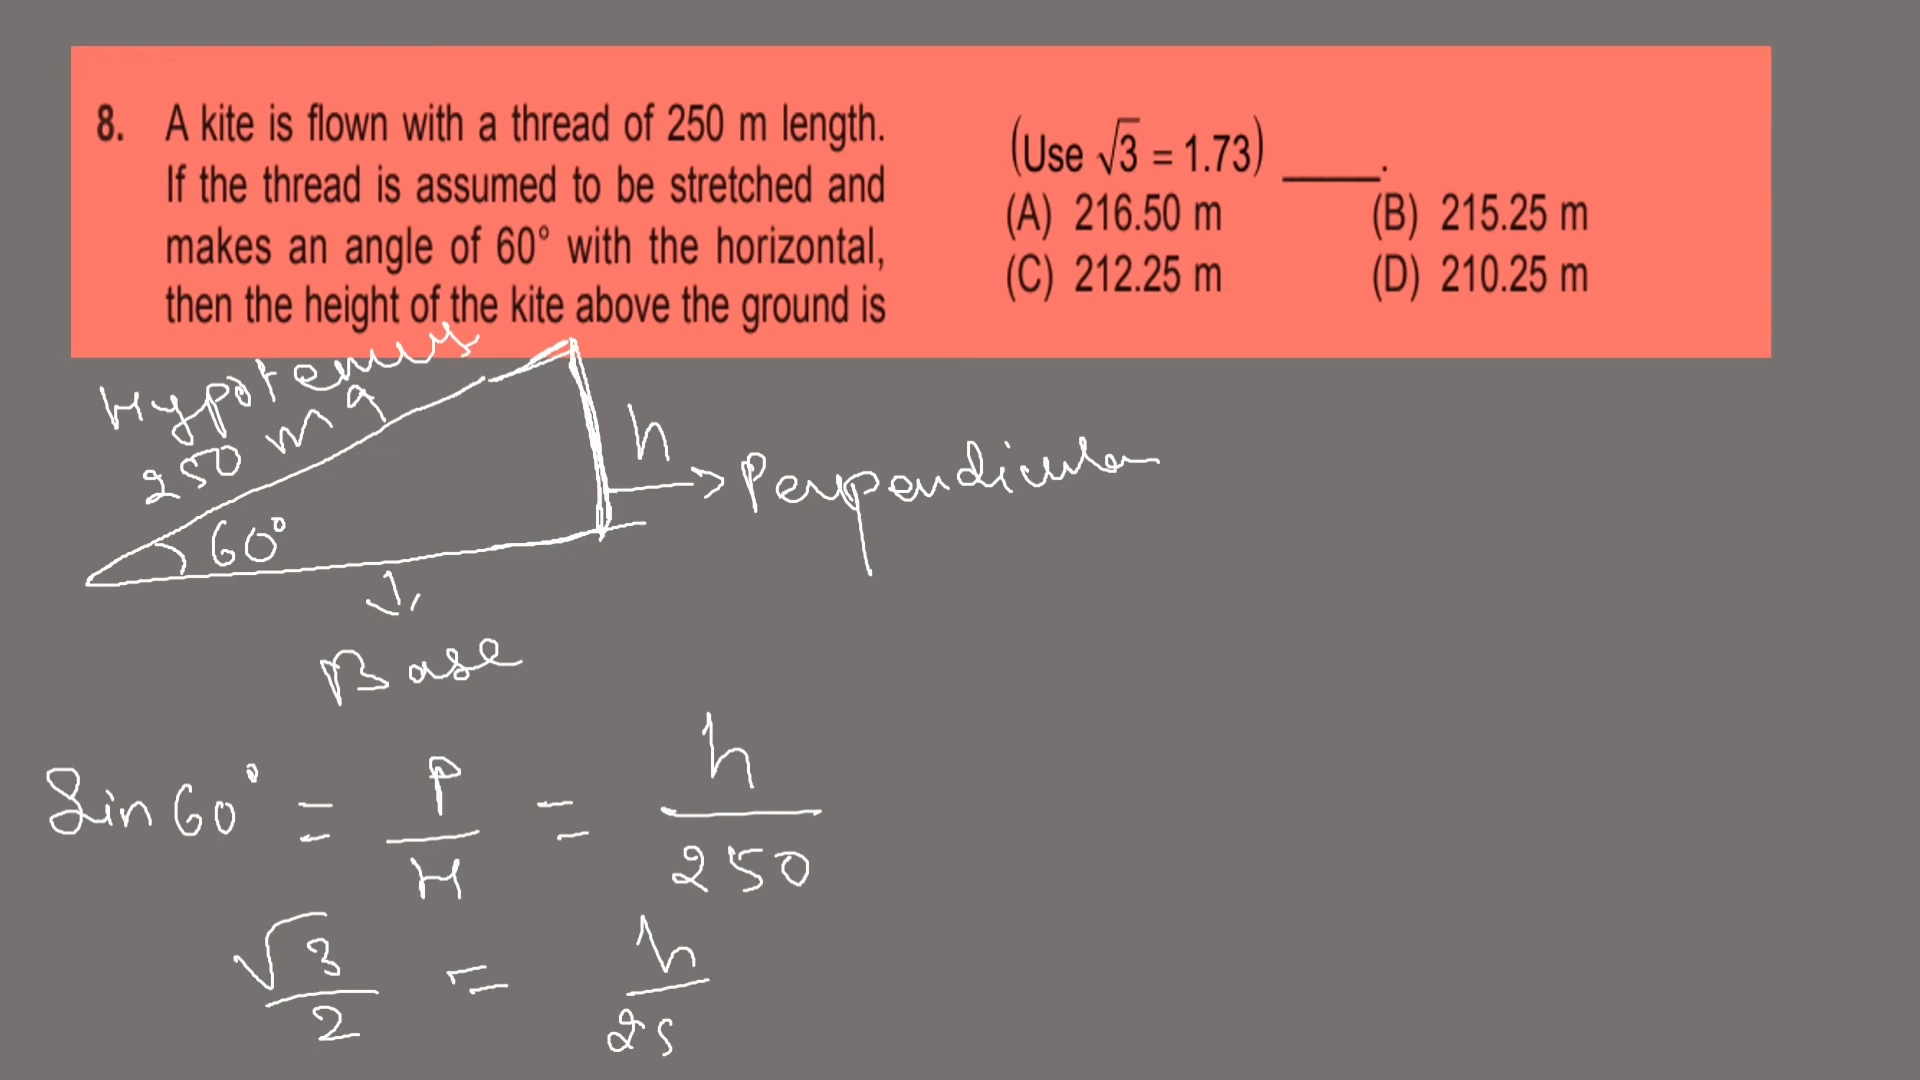 8. A kite is flown with a thread of 250 m length.
If the thread is assumed to be stretched and
makes an angle of 60° with the horizontal,
then the height of the kite above the ground is
(Use √3 = 1.73) _____.
(A) 216.50 m (B) 215.25 m
(C) 212.25 m (D) 210.25 m
Hypotenus
250 m
60°
h
→ Perpendicular
Base
Sin 60° = P/H = h/250
√3/2 = h/25